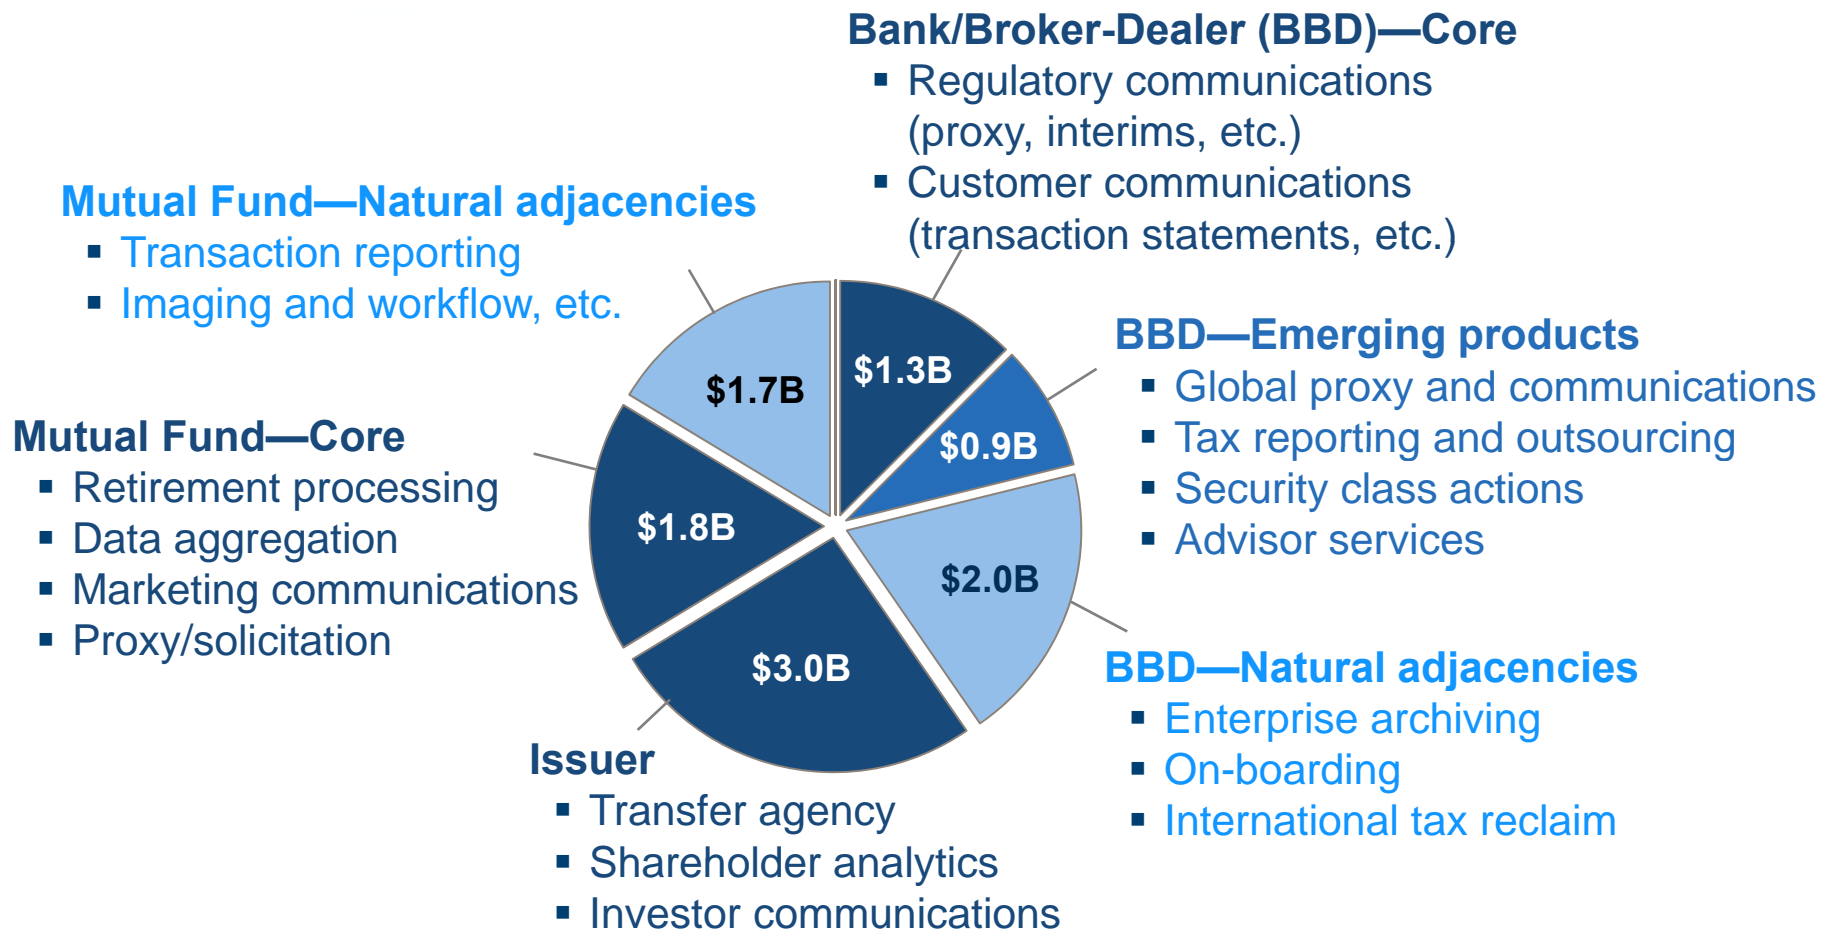 Bank/Broker-Dealer (BBD)—Core
▪ Regulatory communications
(proxy, interims, etc.)
▪ Customer communications
(transaction statements, etc.)
Mutual Fund—Natural adjacencies
▪ Transaction reporting
▪ Imaging and workflow, etc.
BBD—Emerging products
▪ Global proxy and communications
▪ Tax reporting and outsourcing
▪ Security class actions
▪ Advisor services
Mutual Fund—Core
▪ Retirement processing
▪ Data aggregation
▪ Marketing communications
▪ Proxy/solicitation
$1.7B
$1.3B
$0.9B
$1.8B
$2.0B
$3.0B
BBD—Natural adjacencies
▪ Enterprise archiving
▪ On-boarding
▪ International tax reclaim
Issuer
▪ Transfer agency
▪ Shareholder analytics
▪ Investor communications